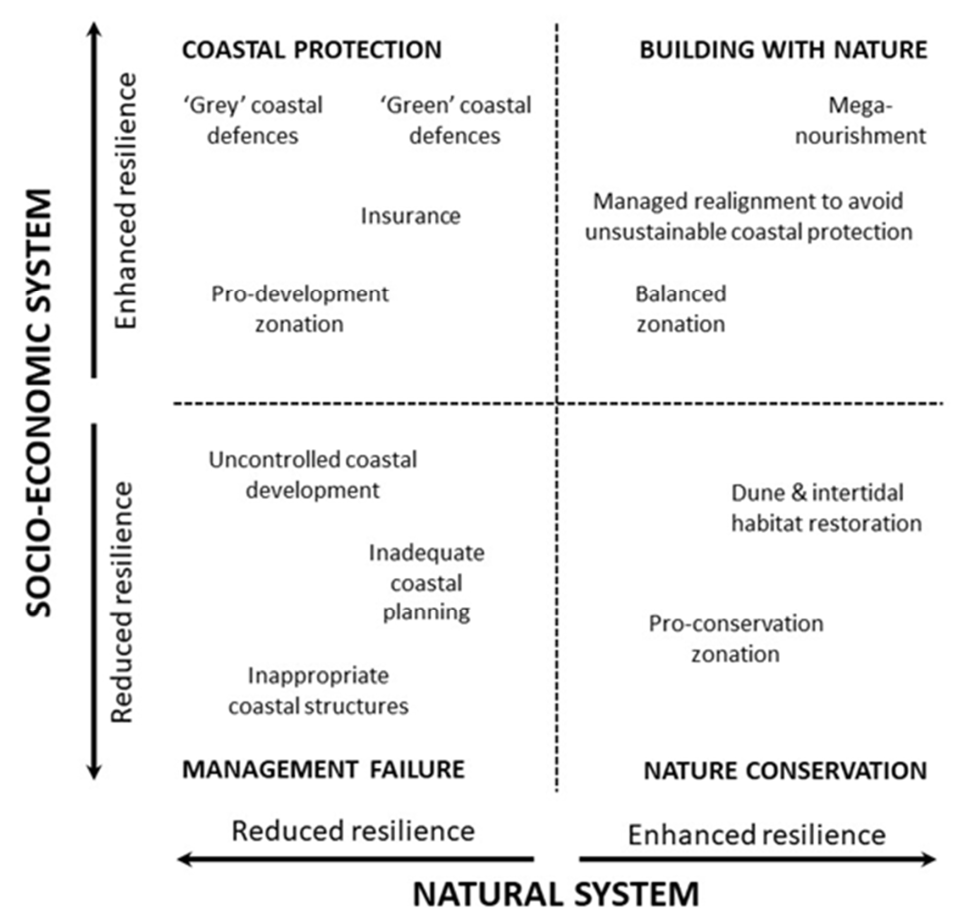 COASTAL PROTECTION
BUILDING WITH NATURE
‘Grey’ coastal
defences
‘Green’ coastal
defences
Mega-
nourishment
Insurance
Managed realignment to avoid
unsustainable coastal protection
Pro-development
zonation
Balanced
zonation
SOCIO-ECONOMIC SYSTEM
Enhanced resilience
Reduced resilience
Uncontrolled coastal
development
Dune & intertidal
habitat restoration
Inadequate
coastal
planning
Pro-conservation
zonation
Inappropriate
coastal structures
MANAGEMENT FAILURE
NATURE CONSERVATION
Reduced resilience
Enhanced resilience
NATURAL SYSTEM